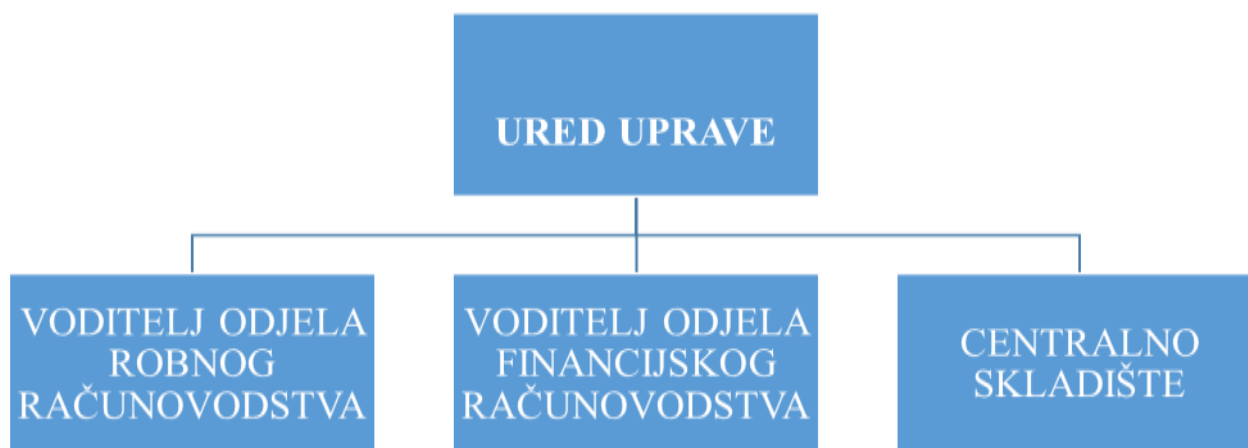 URED UPRAVE
VODITELJ ODJELA
ROBNOG
RAČUNOVODSTVA
VODITELJ ODJELA
FINANCIJSKOG
RAČUNOVODSTVA
CENTRALNO
SKLADIŠTE